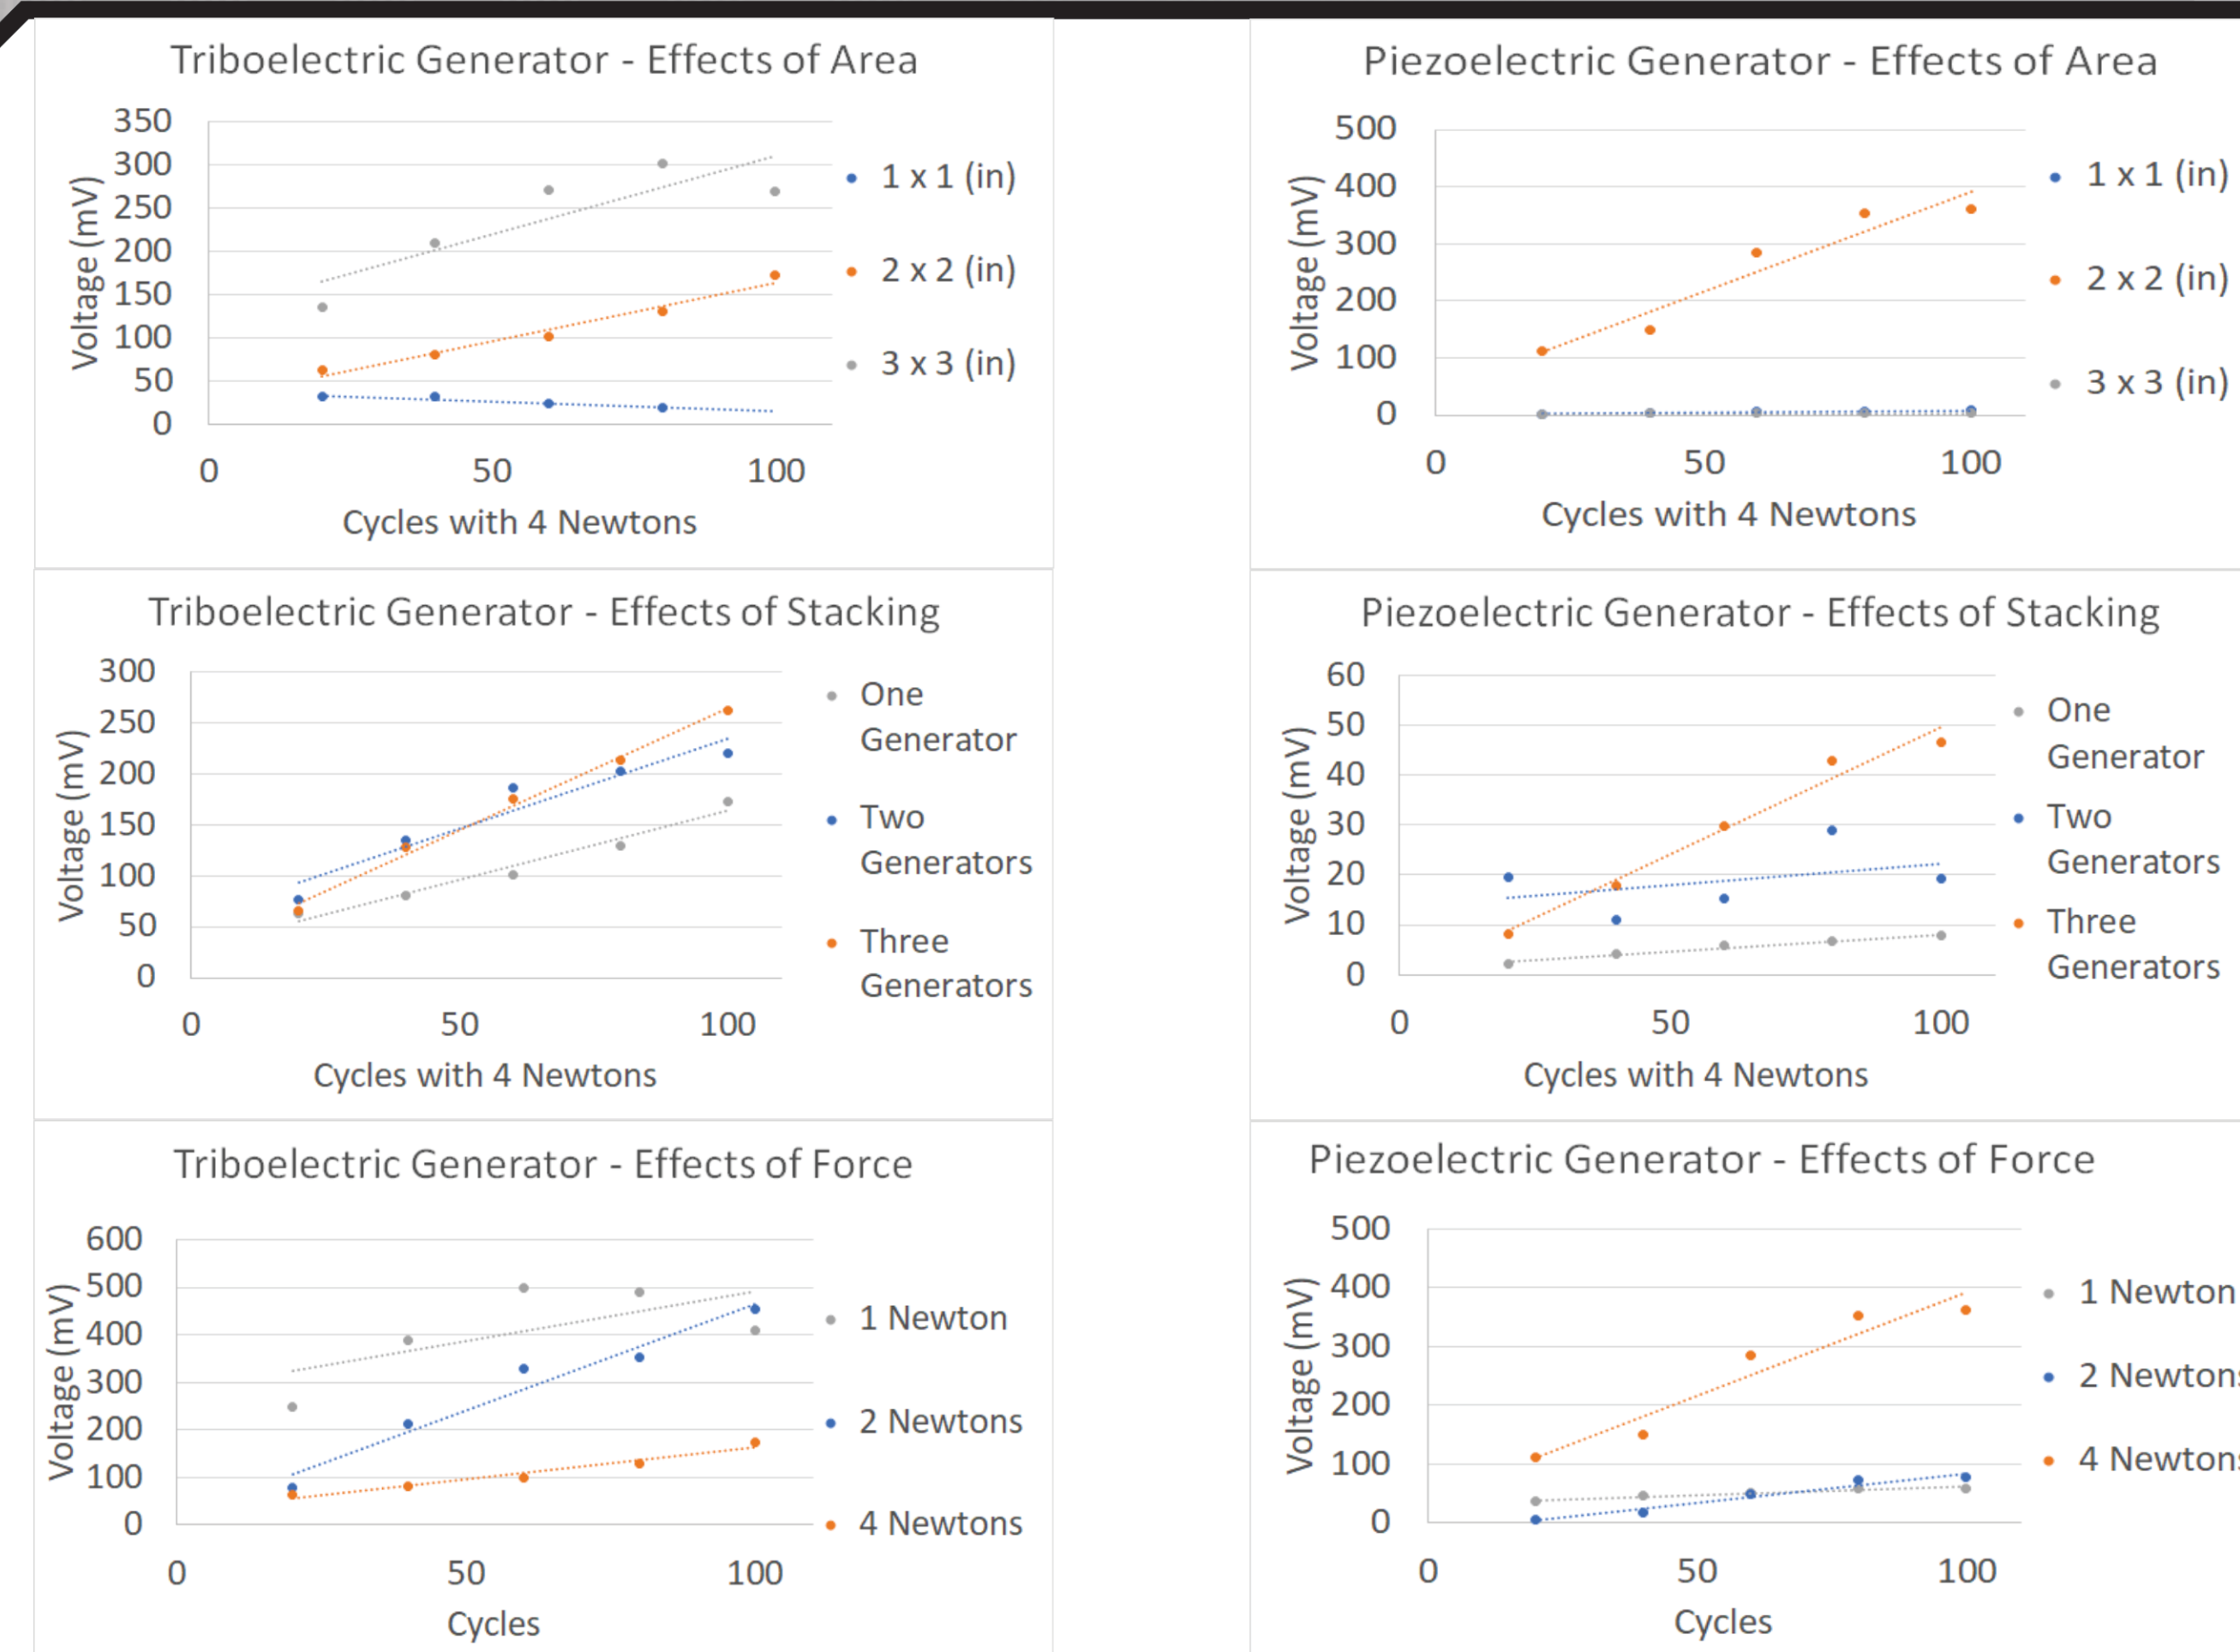 Triboelectric Generator - Effects of Area
350
300
250
200
150
100
50
0
Voltage (mV)
0 50 100
Cycles with 4 Newtons
1 x 1 (in)
2 x 2 (in)
3 x 3 (in)
Piezoelectric Generator - Effects of Area
500
400
300
200
100
0
Voltage (mV)
0 50 100
Cycles with 4 Newtons
1 x 1 (in)
2 x 2 (in)
3 x 3 (in)
Triboelectric Generator - Effects of Stacking
300
250
200
150
100
50
0
Voltage (mV)
0 50 100
Cycles with 4 Newtons
One
Generator
Two
Generators
Three
Generators
Piezoelectric Generator - Effects of Stacking
60
50
40
30
20
10
0
Voltage (mV)
0 50 100
Cycles with 4 Newtons
One
Generator
Two
Generators
Three
Generators
Triboelectric Generator - Effects of Force
600
500
400
300
200
100
0
Voltage (mV)
0 50 100
Cycles
1 Newton
2 Newtons
4 Newtons
Piezoelectric Generator - Effects of Force
500
400
300
200
100
0
Voltage (mV)
0 50 100
Cycles
1 Newton
2 Newtons
4 Newtons